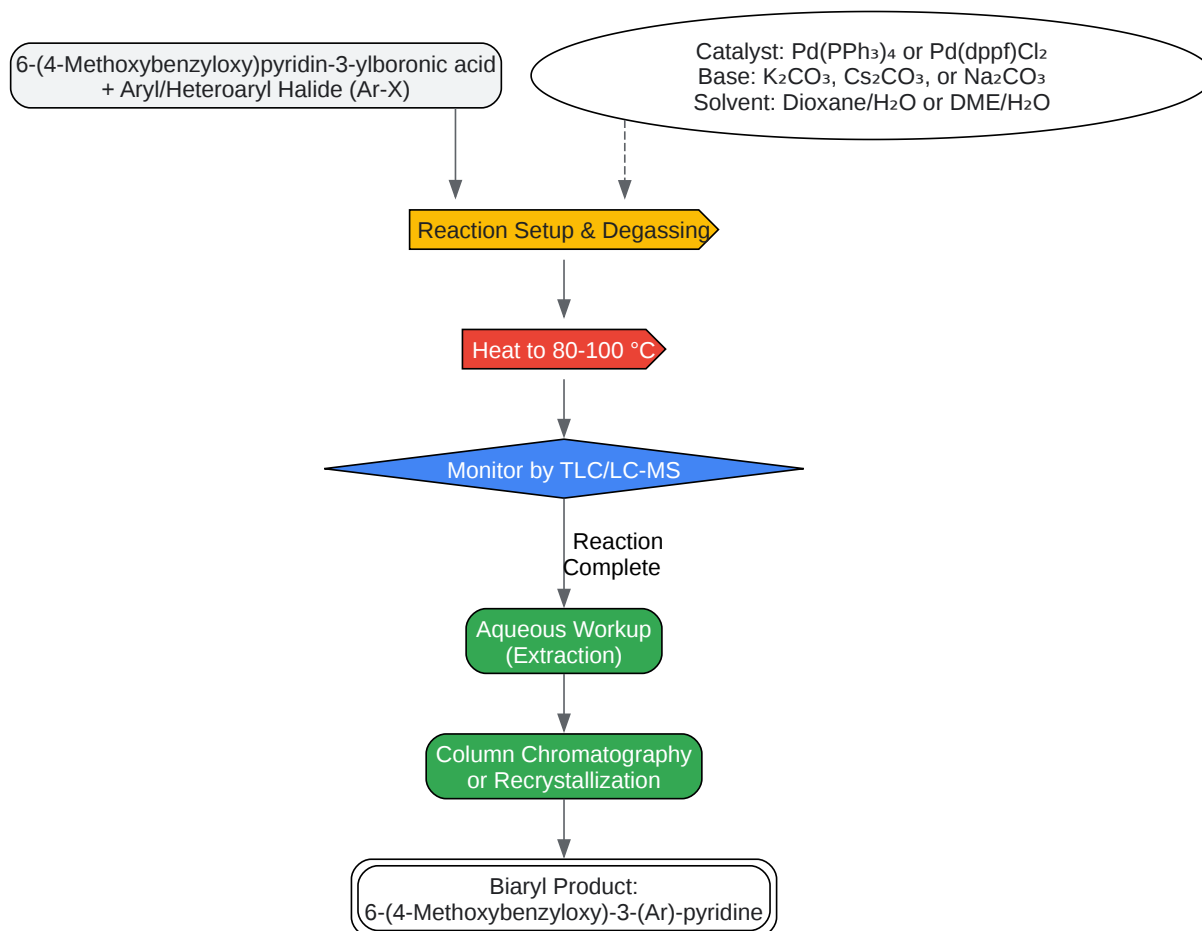 6-(4-Methoxybenzyloxy)pyridin-3-ylboronic acid
+ Aryl/Heteroaryl Halide (Ar-X)
Catalyst: Pd(PPh₃)₄ or Pd(dppf)Cl₂
Base: K₂CO₃, Cs₂CO₃, or Na₂CO₃
Solvent: Dioxane/H₂O or DME/H₂O
Reaction Setup & Degassing
Heat to 80-100 °C
Monitor by TLC/LC-MS
Reaction
Complete
Aqueous Workup
(Extraction)
Column Chromatography
or Recrystallization
Biaryl Product:
6-(4-Methoxybenzyloxy)-3-(Ar)-pyridine